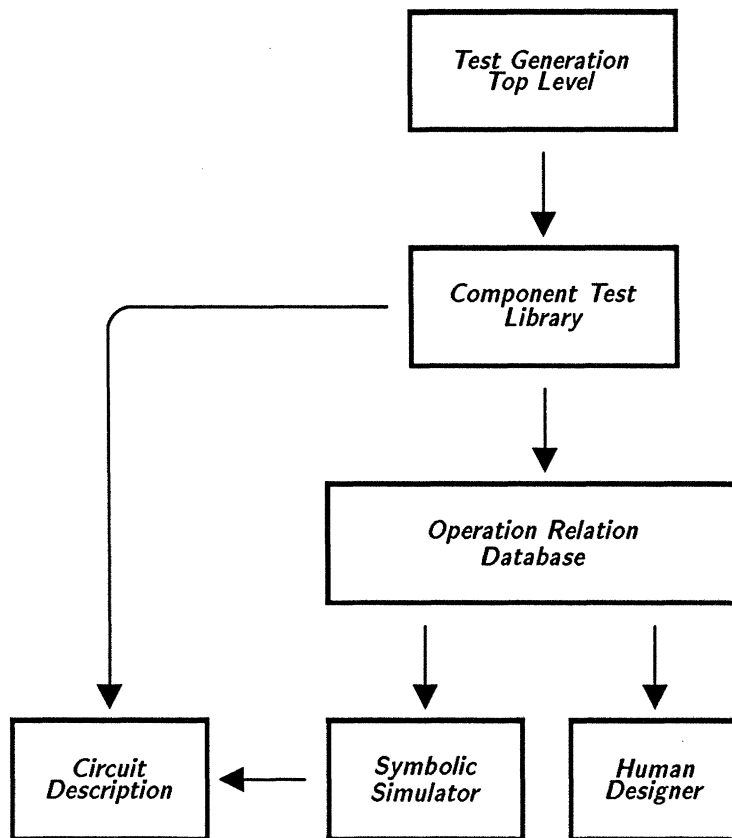 Test Generation
Top Level
Component Test
Library
Operation Relation
Database
Circuit
Description
Symbolic
Simulator
Human
Designer